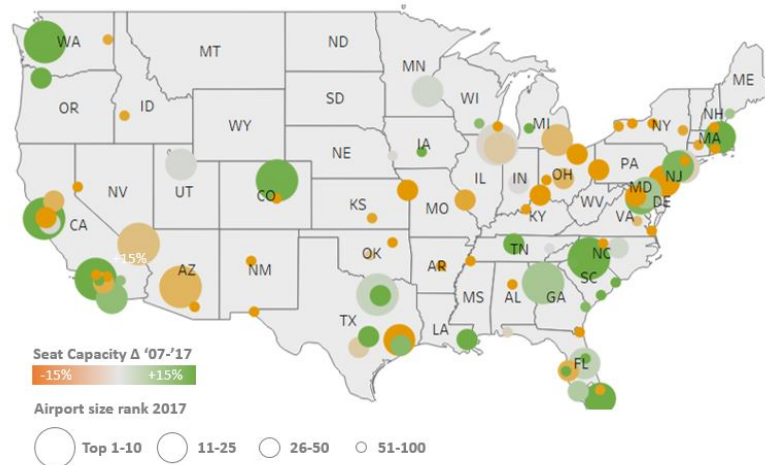 WA
MT
ND
MN
ME
OR
ID
SD
WI
MI
NH
NY
MA
WY
IA
NE
PA
NJ
NV
UT
CO
IL
IN
OH
MD
DE
WV
VA
CA
KS
MO
KY
+15%
AZ
NM
OK
AR
TN
NC
SC
MS
AL
GA
TX
LA
FL
Seat Capacity Δ ‘07-’17
-15% +15%
Airport size rank 2017
Top 1-10 11-25 26-50 51-100